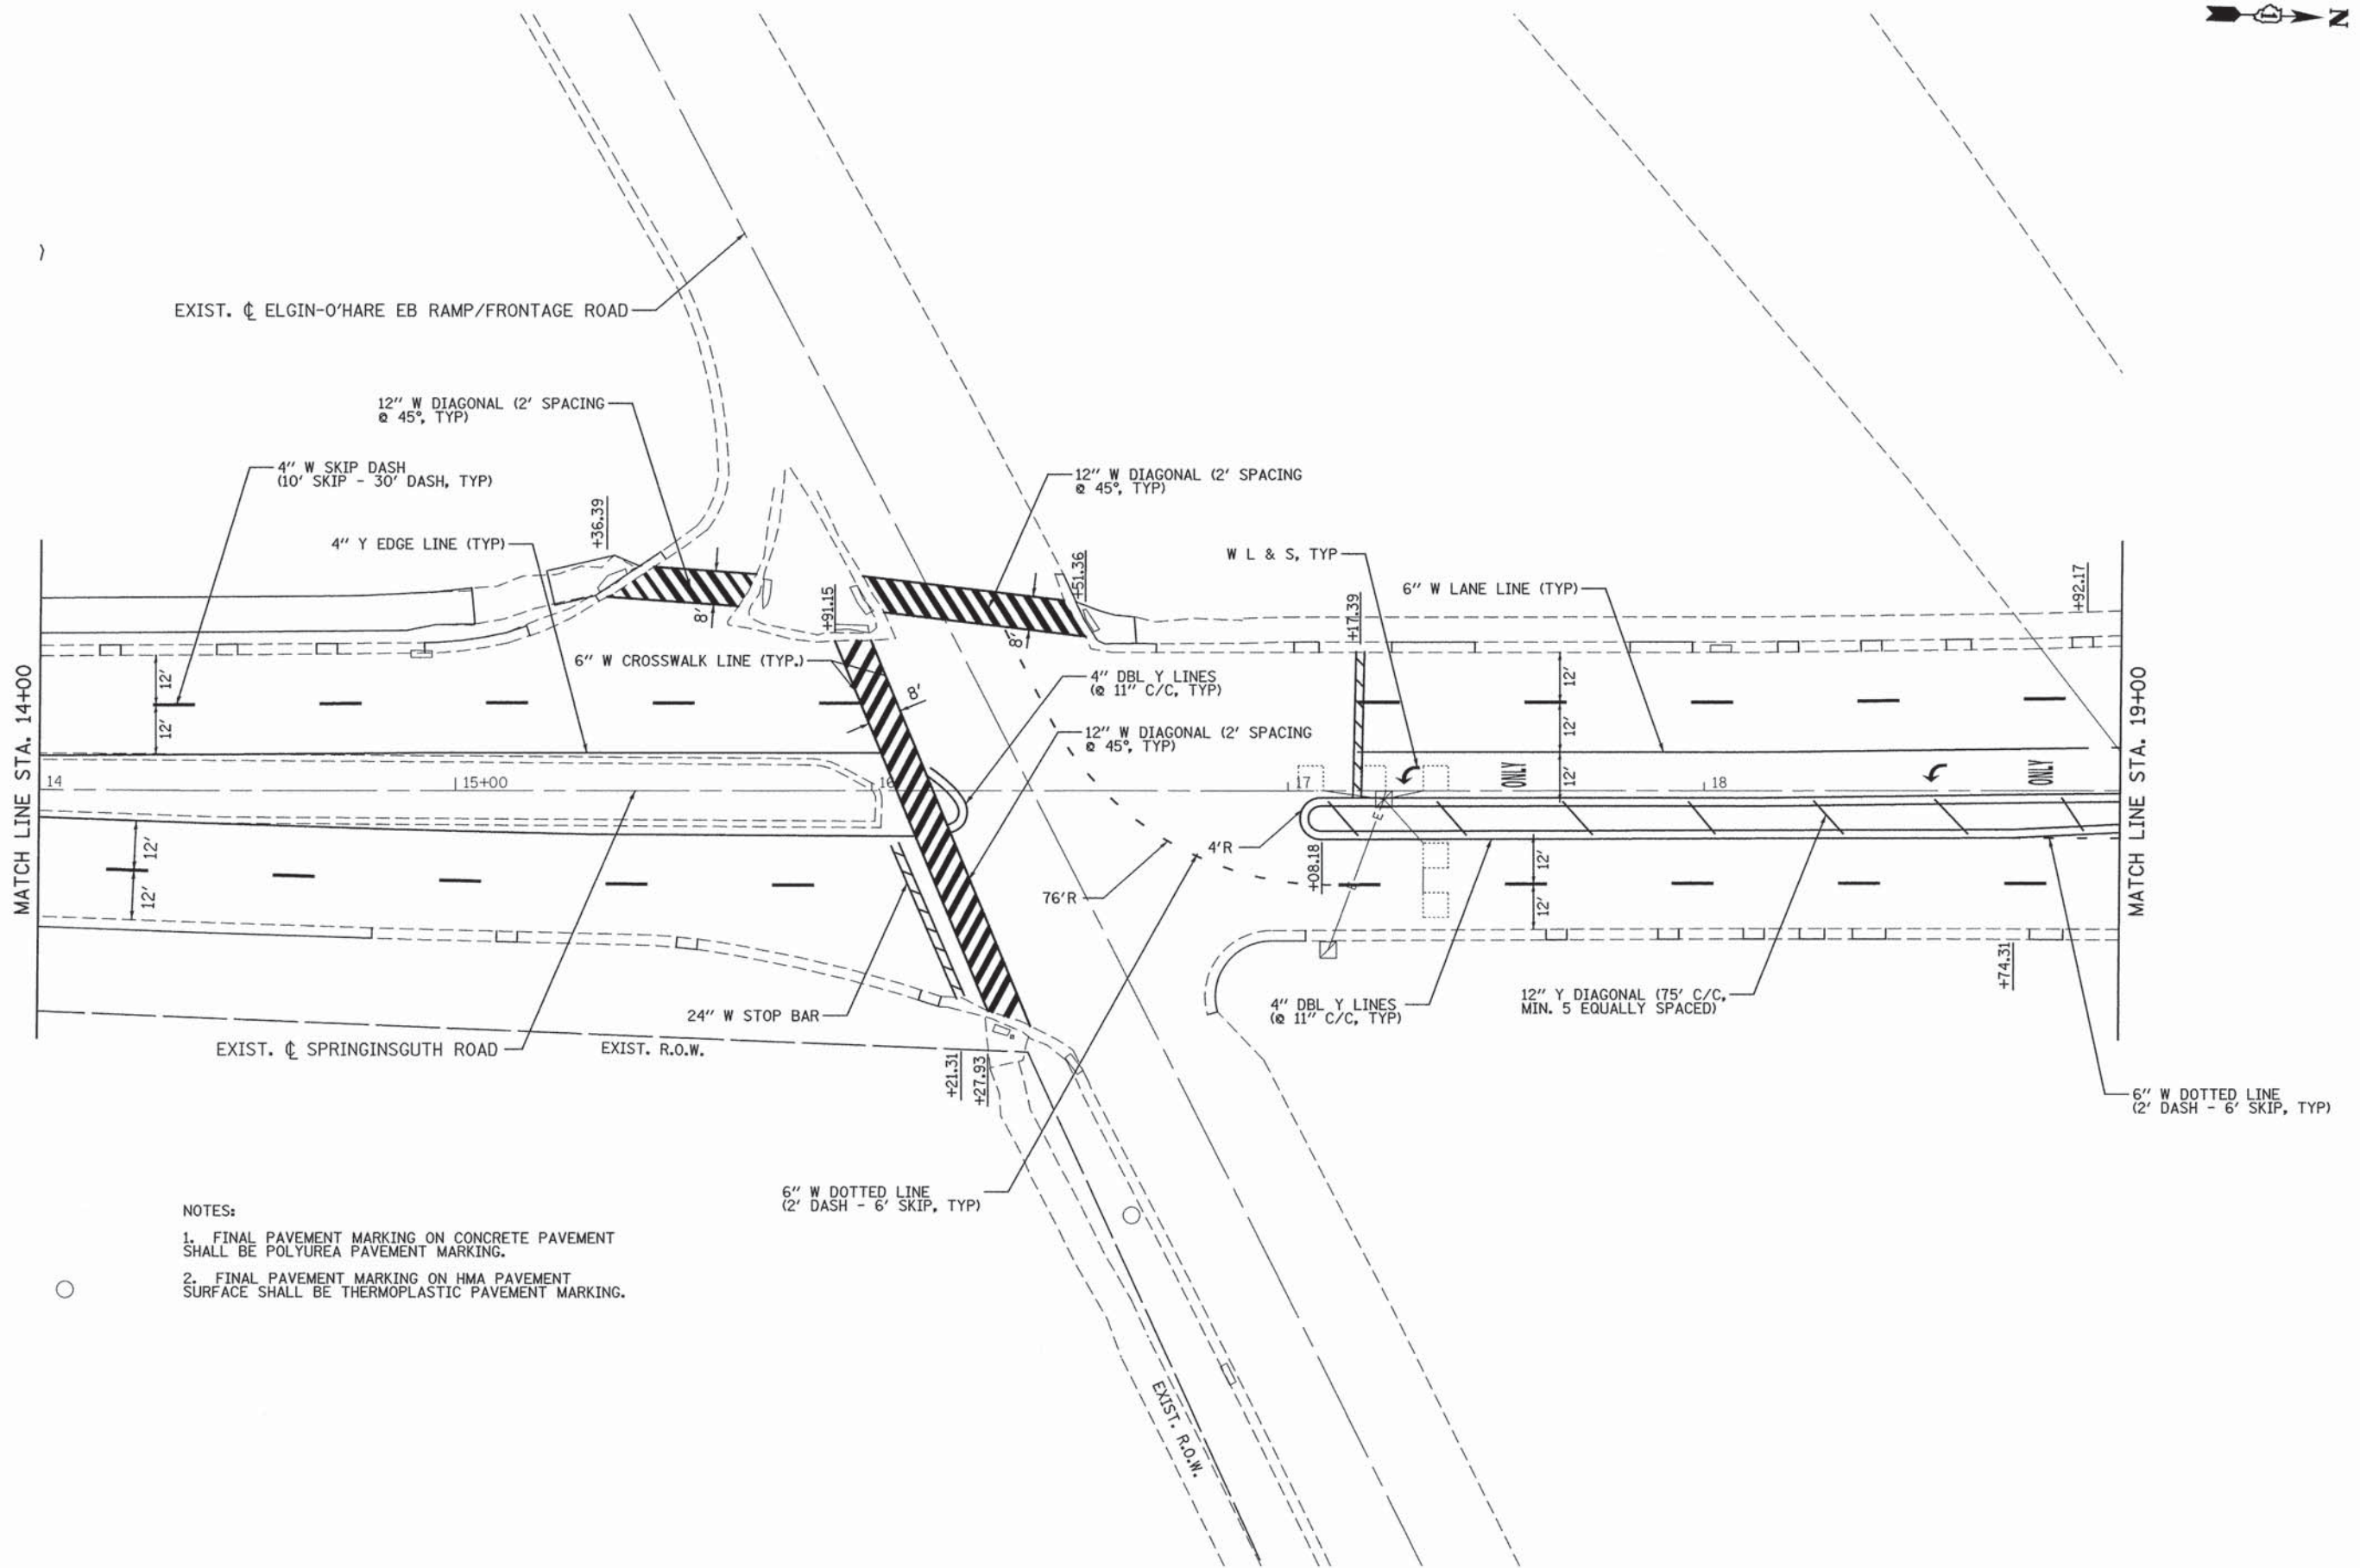 N
EXIST. ℄ ELGIN-O'HARE EB RAMP/FRONTAGE ROAD
12" W DIAGONAL (2' SPACING
@ 45°, TYP)
4" W SKIP DASH
(10' SKIP - 30' DASH, TYP)
12" W DIAGONAL (2' SPACING
@ 45°, TYP)
+36.39
4" Y EDGE LINE (TYP)
W L & S, TYP
+51.36
6" W LANE LINE (TYP)
+92.17
+91.15
+17.39
8'
8'
6" W CROSSWALK LINE (TYP.)
4" DBL Y LINES
(@ 11" C/C, TYP)
8'
12'
12'
12'
12'
12'
12" W DIAGONAL (2' SPACING
@ 45°, TYP)
MATCH LINE STA. 14+00
MATCH LINE STA. 19+00
14
15+00
16
17
18
ONLY
ONLY
E
4'R
+08.18
12'
12'
12'
12'
76'R
E
+74.31
24" W STOP BAR
4" DBL Y LINES
(@ 11" C/C, TYP)
12" Y DIAGONAL (75' C/C,
MIN. 5 EQUALLY SPACED)
EXIST. ℄ SPRINGINSGUTH ROAD
EXIST. R.O.W.
+21.31
+27.93
6" W DOTTED LINE
(2' DASH - 6' SKIP, TYP)
6" W DOTTED LINE
(2' DASH - 6' SKIP, TYP)
NOTES:
1. FINAL PAVEMENT MARKING ON CONCRETE PAVEMENT
SHALL BE POLYUREA PAVEMENT MARKING.
2. FINAL PAVEMENT MARKING ON HMA PAVEMENT
SURFACE SHALL BE THERMOPLASTIC PAVEMENT MARKING.
EXIST. R.O.W.